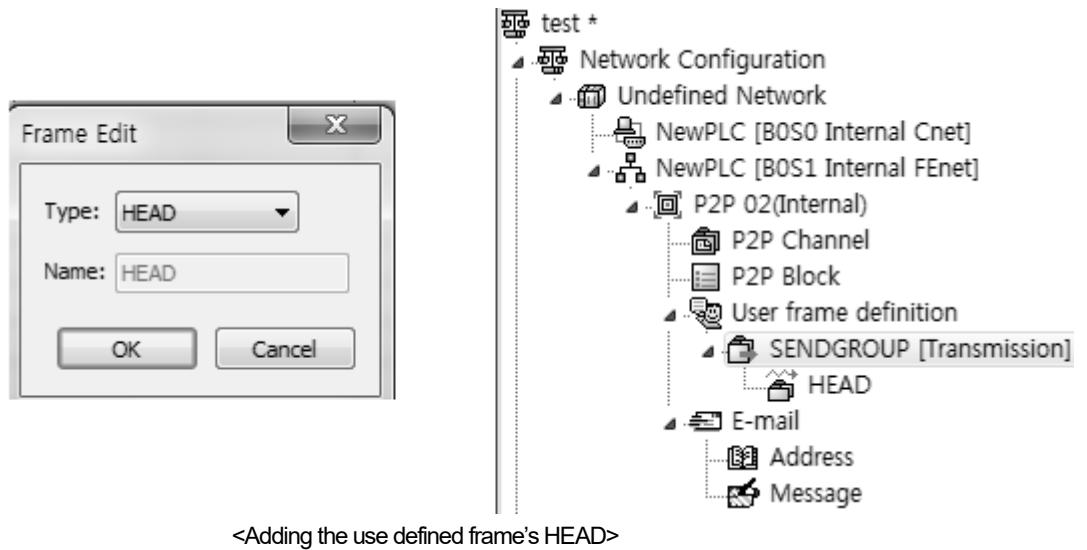 Frame Edit
Type: HEAD
Name: HEAD
OK Cancel
test *
Network Configuration
Undefined Network
NewPLC [B0S0 Internal Cnet]
NewPLC [B0S1 Internal FEnet]
P2P 02(Internal)
P2P Channel
P2P Block
User frame definition
SENDGROUP [Transmission]
HEAD
E-mail
Address
Message
<Adding the use defined frame's HEAD>